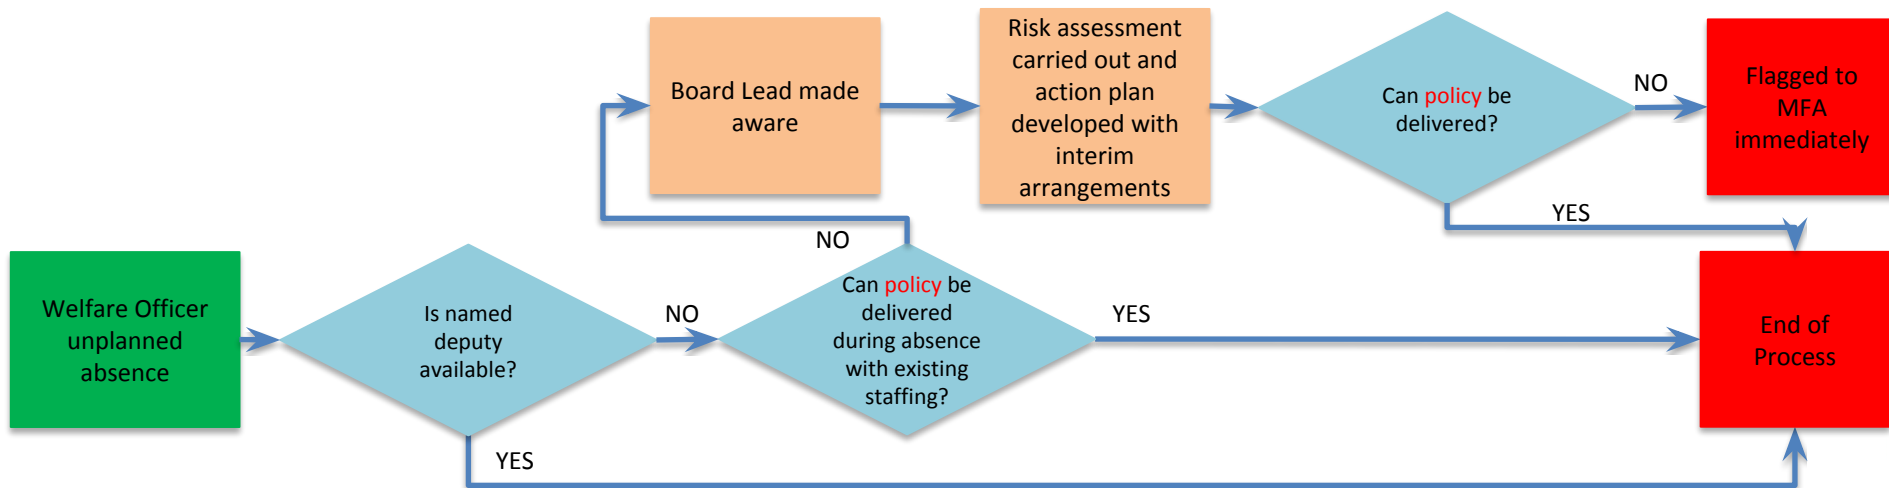 Welfare Officer
unplanned
absence
Is named
deputy
available?
YES
NO
Can policy be
delivered
during absence
with existing
staffing?
YES
NO
Board Lead made
aware
Risk assessment
carried out and
action plan
developed with
interim
arrangements
Can policy be
delivered?
NO
YES
Flagged to
MFA
immediately
End of
Process